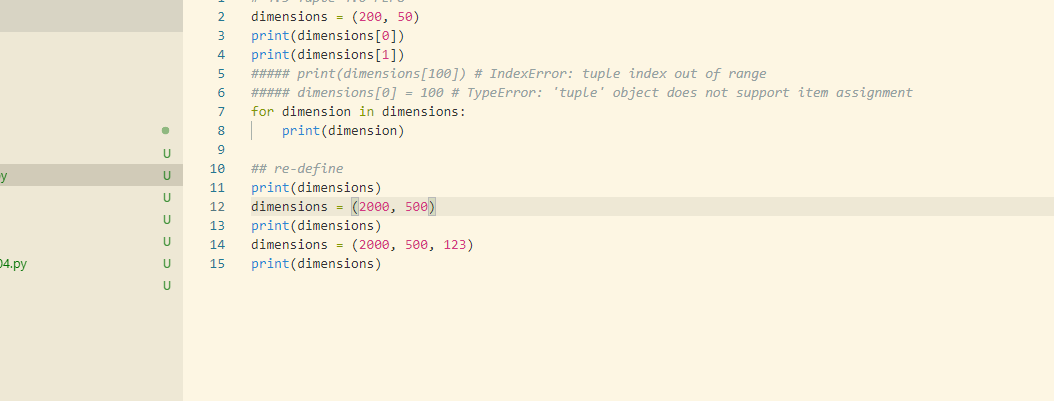 2 dimensions = (200, 50)
3 print(dimensions[0])
4 print(dimensions[1])
5 ##### print(dimensions[100]) # IndexError: tuple index out of range
6 ##### dimensions[0] = 100 # TypeError: 'tuple' object does not support item assignment
7 for dimension in dimensions:
8 print(dimension)
9
U
10 ## re-define
y U
11 print(dimensions)
U
12 dimensions = (2000, 500)
U
13 print(dimensions)
U
14 dimensions = (2000, 500, 123)
04.py U
15 print(dimensions)
U